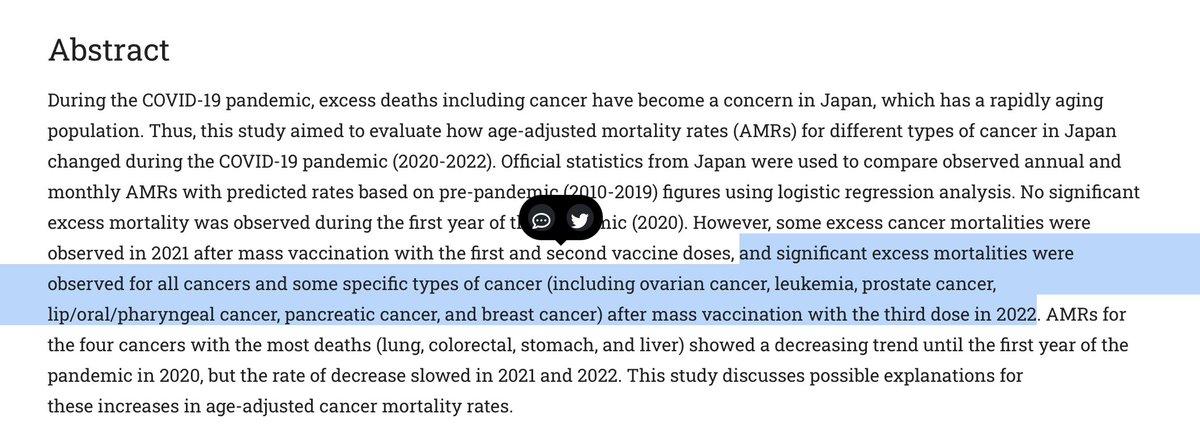 Abstract
During the COVID-19 pandemic, excess deaths including cancer have become a concern in Japan, which has a rapidly aging
population. Thus, this study aimed to evaluate how age-adjusted mortality rates (AMRs) for different types of cancer in Japan
changed during the COVID-19 pandemic (2020-2022). Official statistics from Japan were used to compare observed annual and
monthly AMRs with predicted rates based on pre-pandemic (2010-2019) figures using logistic regression analysis. No significant
excess mortality was observed during the first year of (2020). However, some excess cancer mortalities were
observed in 2021 after mass vaccination with the first and second vaccine doses, and significant excess mortalities were
observed for all cancers and some specific types of cancer (including ovarian cancer, leukemia, prostate cancer,
lip/oral/pharyngeal cancer, pancreatic cancer, and breast cancer) after mass vaccination with the third dose in 2022. AMRs for
the four cancers with the most deaths (lung, colorectal, stomach, and liver) showed a decreasing trend until the first year of the
pandemic in 2020, but the rate of decrease slowed in 2021 and 2022. This study discusses possible explanations for
these increases in age-adjusted cancer mortality rates.